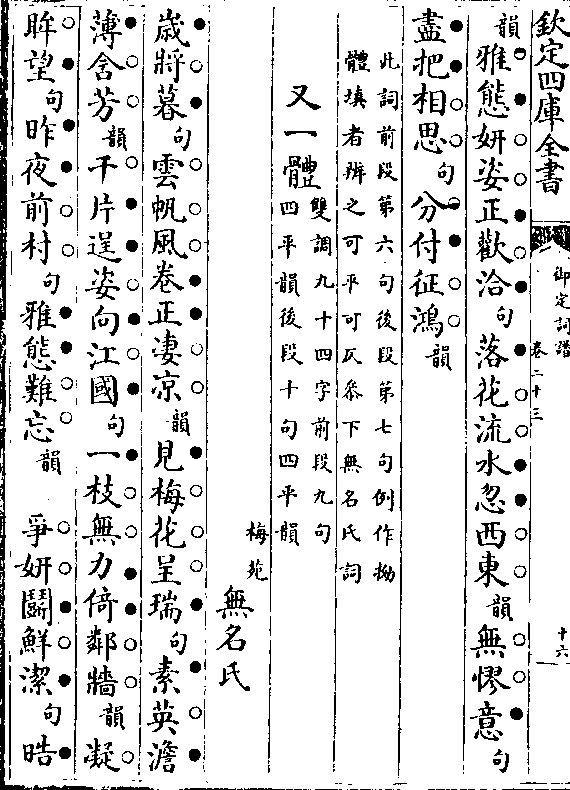 欽定四庫全書
御定詞譜
卷二十三
十六
韻雅態妍姿正歡洽句落花流水忽西東韻無憀意句
盡把相思句分付征鴻韻
此詞前段第六句後段第七句例作拗
體填者辨之可平可仄叅下無名氏詞
又一體雙調九十四字前段九句
四平韻後段十句四平韻
梅苑
無名氏
歲將暮句雲帆風卷正凄凉韻見梅花呈瑞句素英澹
薄含芳韻千片逞姿向江國句一枝無力倚鄰牆韻凝
眸望句昨夜前村句雅態難忘韻 爭妍鬭鮮潔句皓